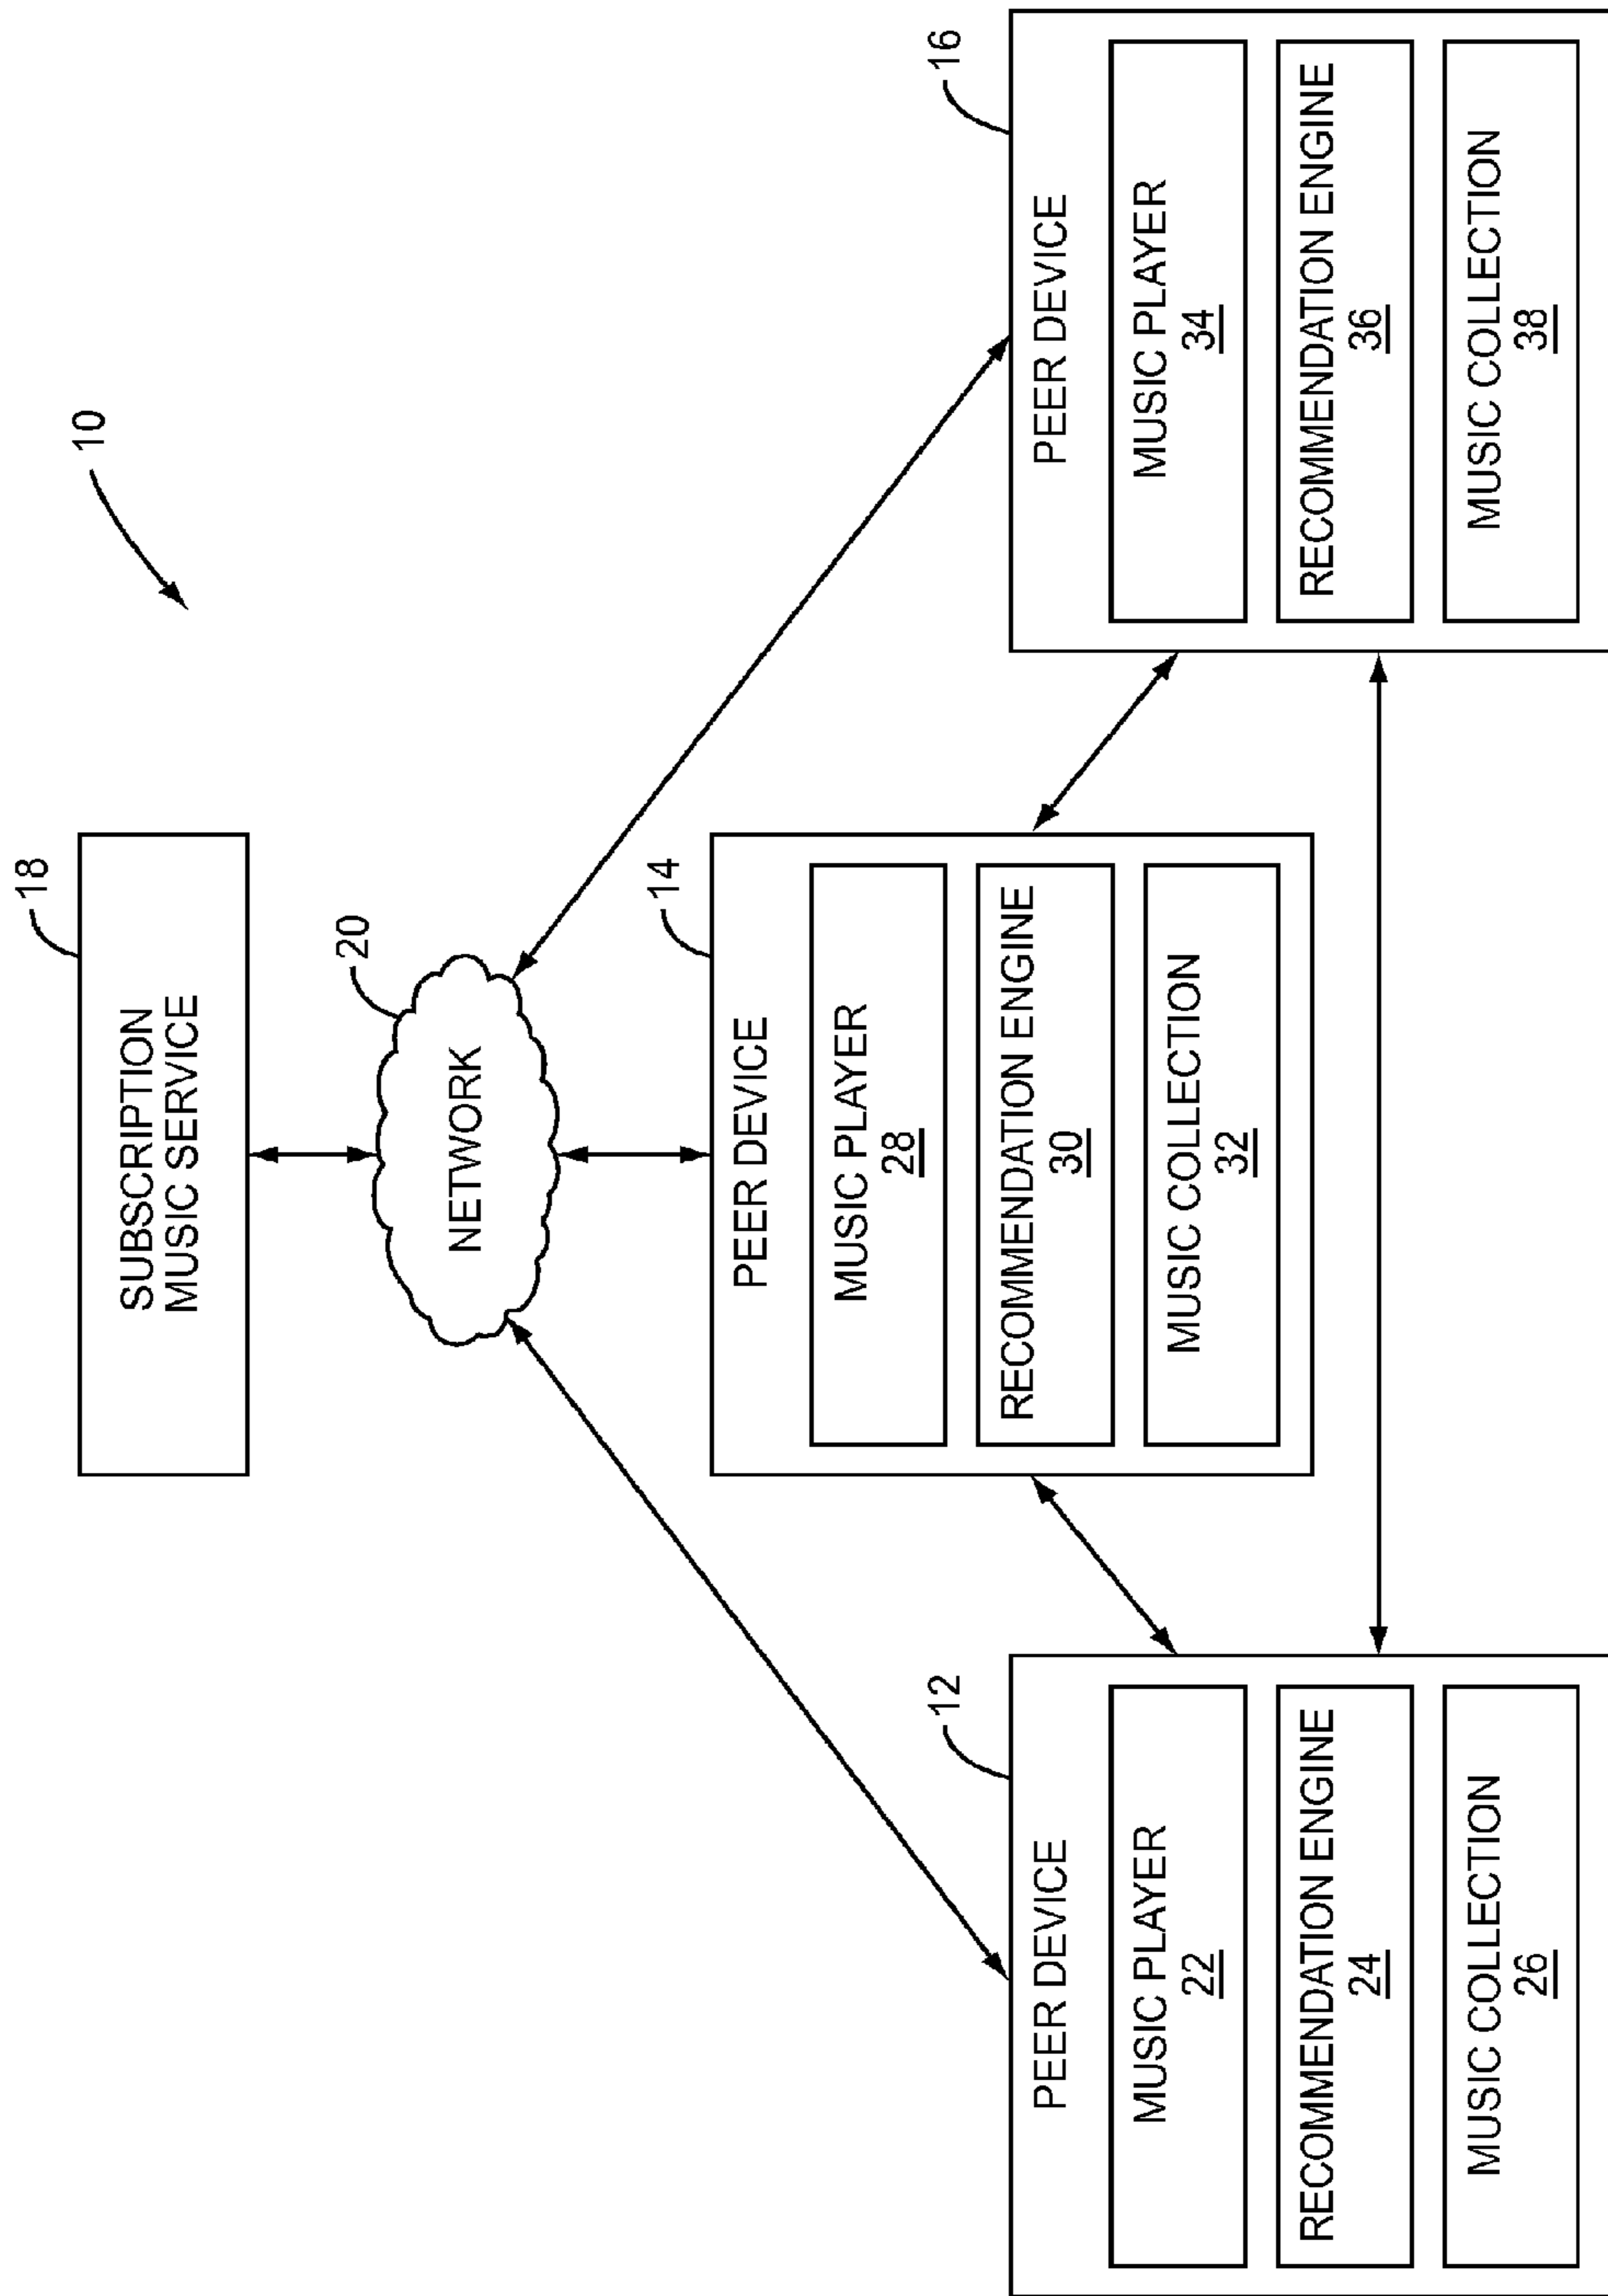 10
18
SUBSCRIPTION
MUSIC SERVICE
20
NETWORK
14
PEER DEVICE
MUSIC PLAYER
28
RECOMMENDATION ENGINE
30
MUSIC COLLECTION
32
12
PEER DEVICE
MUSIC PLAYER
22
RECOMMENDATION ENGINE
24
MUSIC COLLECTION
26
16
PEER DEVICE
MUSIC PLAYER
34
RECOMMENDATION ENGINE
36
MUSIC COLLECTION
38